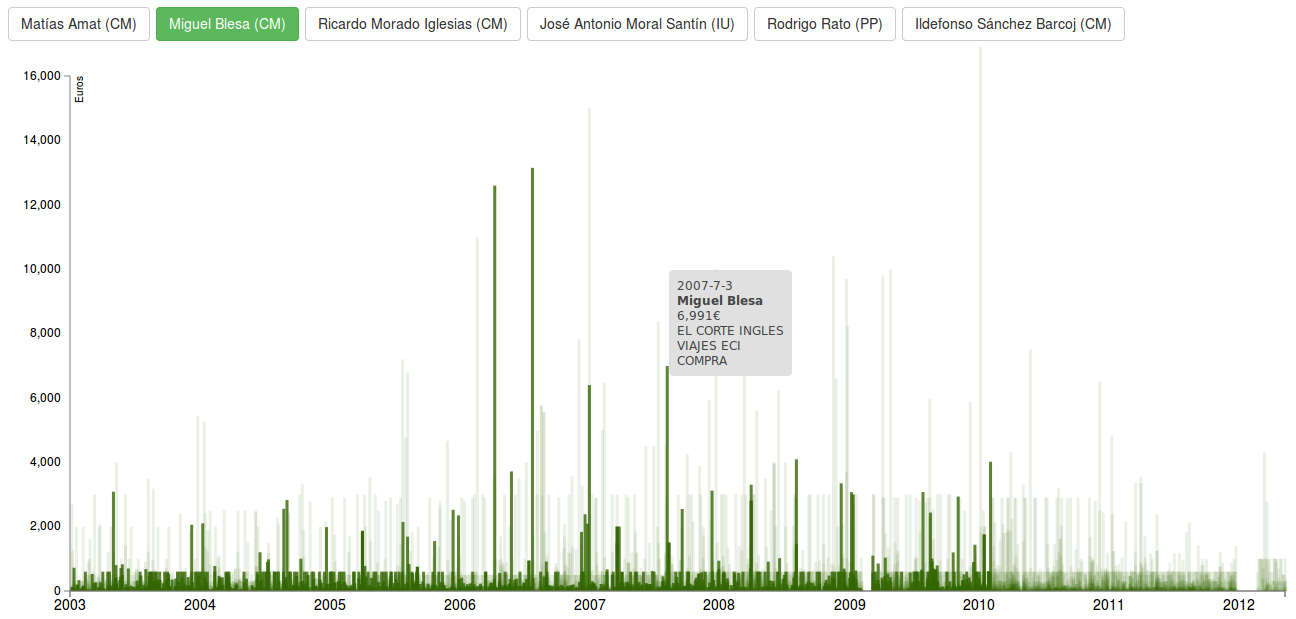 Matías Amat (CM) Miguel Blesa (CM) Ricardo Morado Iglesias (CM) José Antonio Moral Santín (IU) Rodrigo Rato (PP) Ildefonso Sánchez Barcoj (CM)
Euros
16,000
14,000
12,000
10,000
8,000
6,000
4,000
2,000
0
2007-7-3
Miguel Blesa
6,991€
EL CORTE INGLES
VIAJES ECI
COMPRA
2003 2004 2005 2006 2007 2008 2009 2010 2011 2012